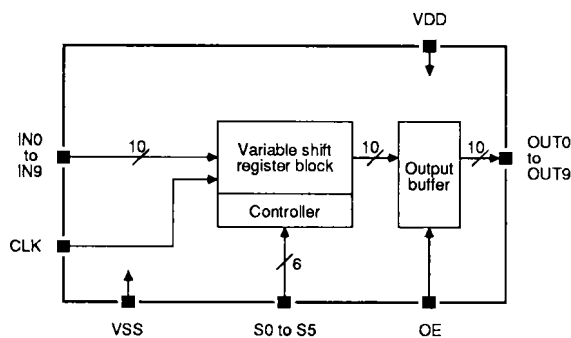 VDD
IN0
to
IN9
10
Variable shift
register block
10
Output
buffer
10
OUT0
to
OUT9
Controller
CLK
6
VSS
S0 to S5
OE